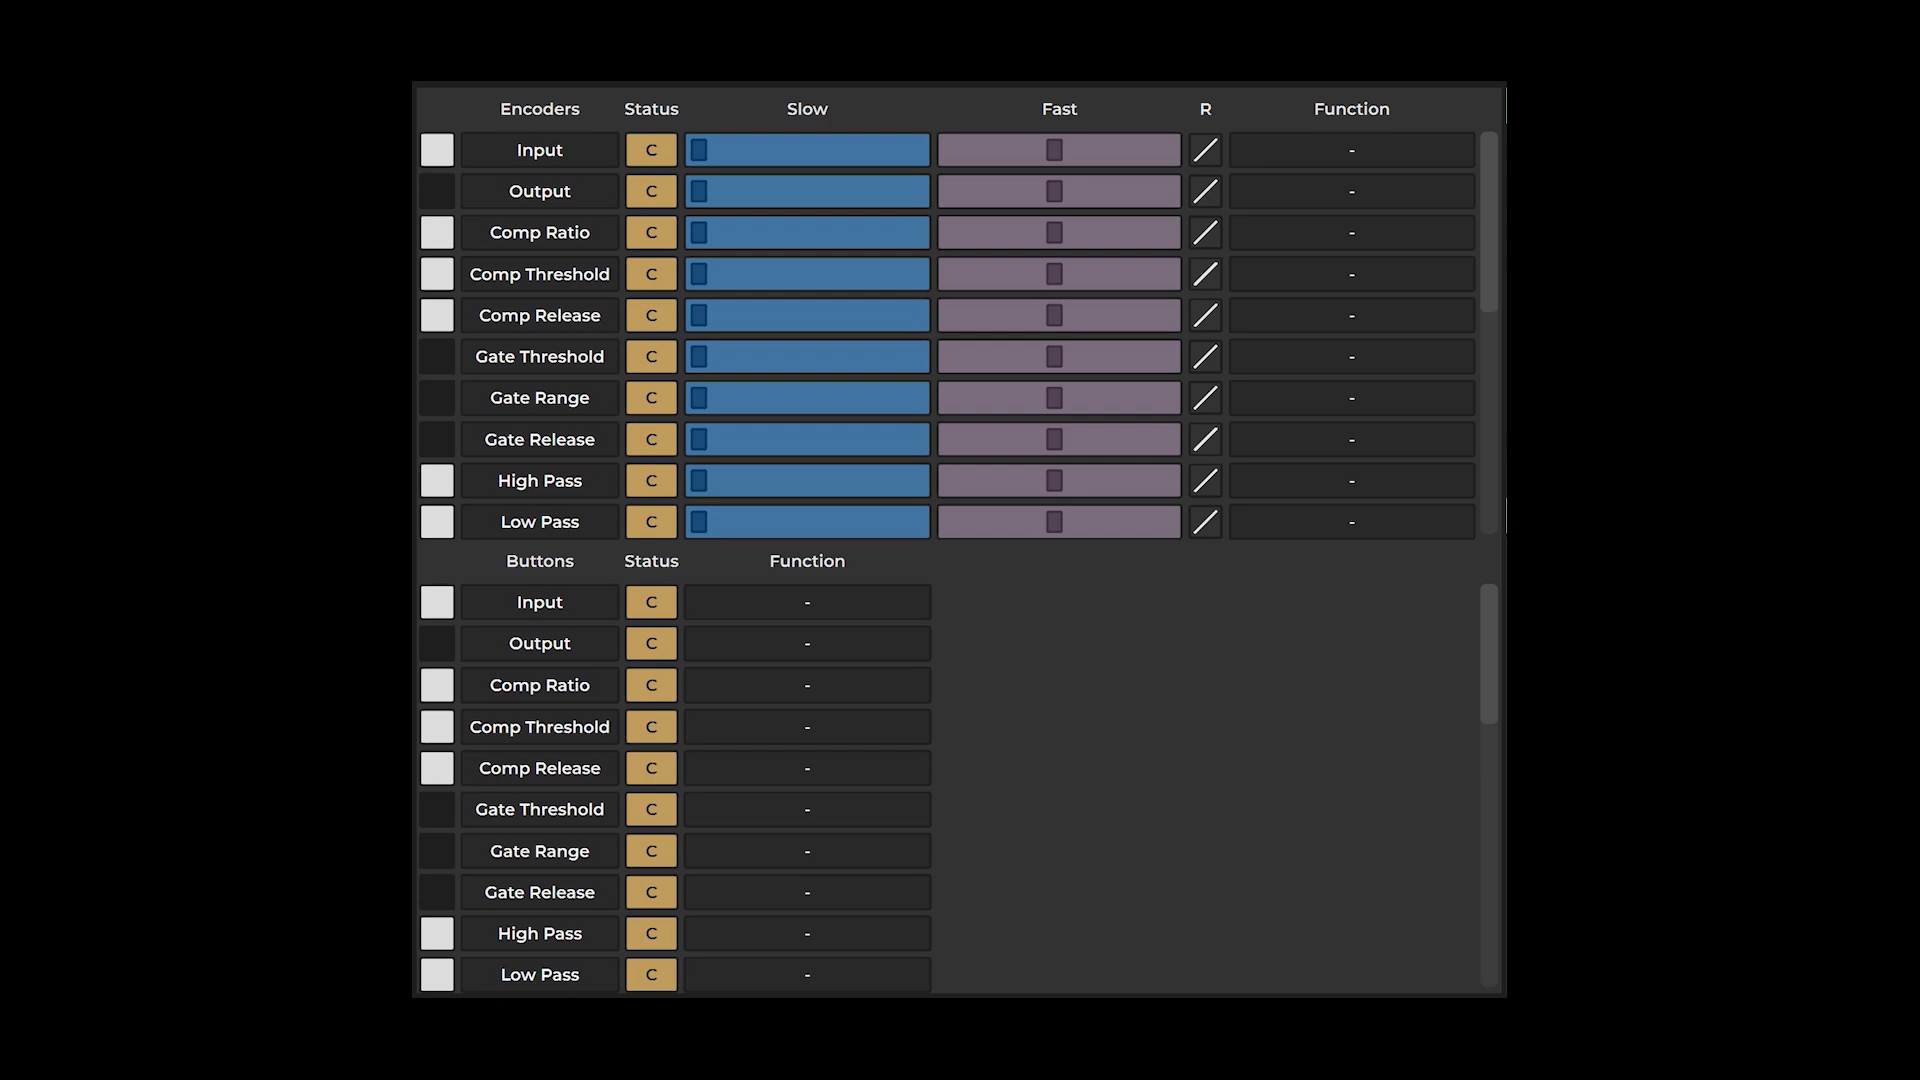 Encoders Status Slow Fast R Function
Input C -
Output C -
Comp Ratio C -
Comp Threshold C -
Comp Release C -
Gate Threshold C -
Gate Range C -
Gate Release C -
High Pass C -
Low Pass C -
Buttons Status Function
Input C -
Output C -
Comp Ratio C -
Comp Threshold C -
Comp Release C -
Gate Threshold C -
Gate Range C -
Gate Release C -
High Pass C -
Low Pass C -